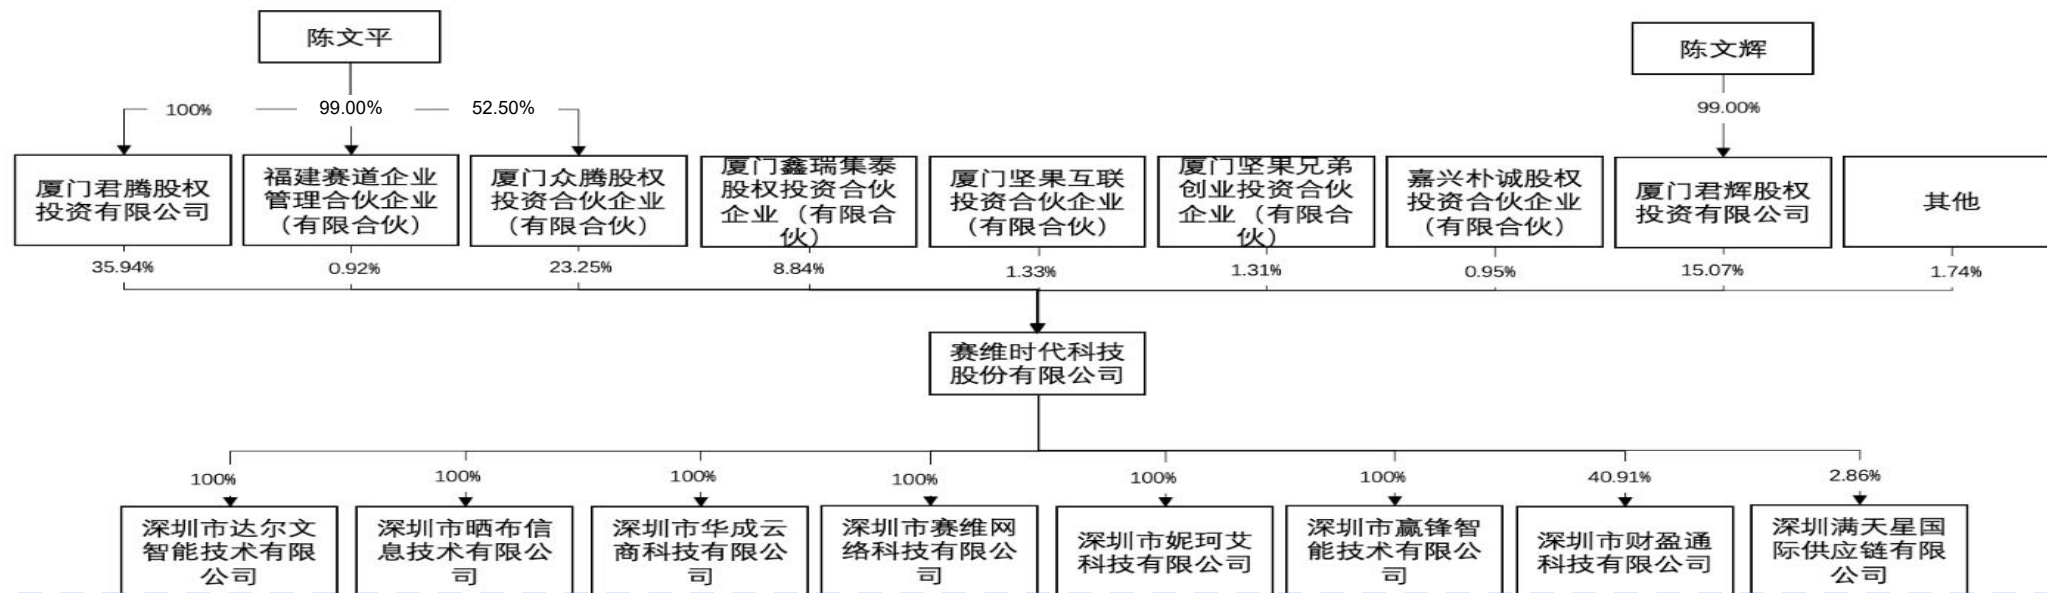 陈文平
陈文辉
100%
99.00%
52.50%
99.00%
厦门君腾股权
投资有限公司
福建赛道企业
管理合伙企业
（有限合伙）
厦门众腾股权
投资合伙企业
（有限合伙）
厦门鑫瑞集泰
股权投资合伙
企业（有限合
伙）
厦门坚果互联
投资合伙企业
（有限合伙）
厦门坚果兄弟
创业投资合伙
企业（有限合
伙）
嘉兴朴诚股权
投资合伙企业
（有限合伙）
厦门君辉股权
投资有限公司
其他
35.94%
0.92%
23.25%
8.84%
1.33%
1.31%
0.95%
15.07%
1.74%
赛维时代科技
股份有限公司
100%
100%
100%
100%
100%
100%
40.91%
2.86%
深圳市达尔文
智能技术有限
公司
深圳市晒布信
息技术有限公
司
深圳市华成云
商科技有限公
司
深圳市赛维网
络科技有限公
司
深圳市妮珂艾
科技有限公司
深圳市赢锋智
能技术有限公
司
深圳市财盈通
科技有限公司
深圳满天星国
际供应链有限
公司